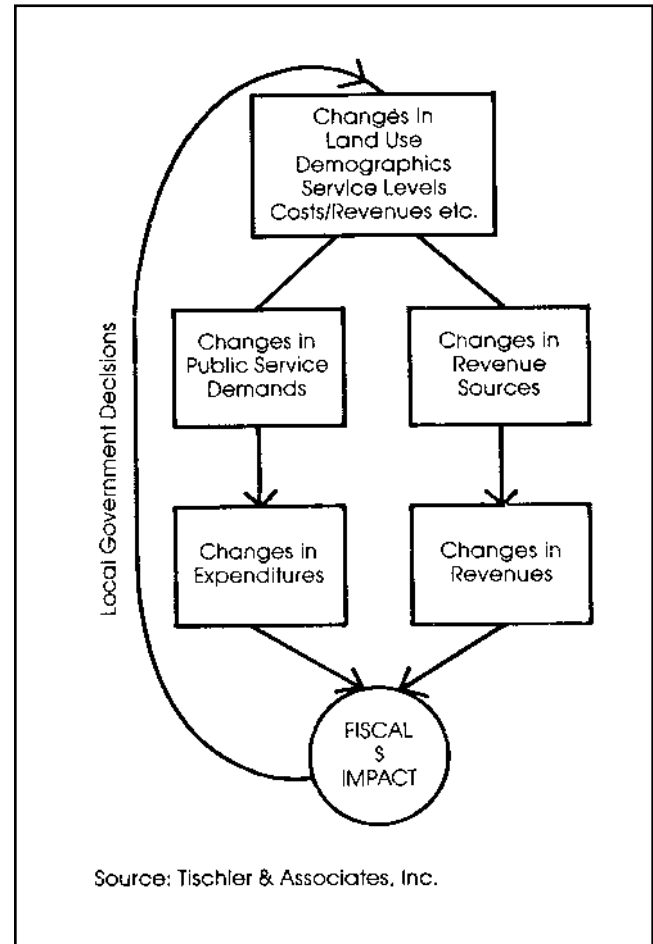 Changes in
Land Use
Demographics
Service Levels
Costs/Revenues etc.
Local Government Decisions
Changes in
Public Service
Demands
Changes in
Revenue
Sources
Changes in
Expenditures
Changes in
Revenues
FISCAL
$
IMPACT
Source: Tischler & Associates, Inc.